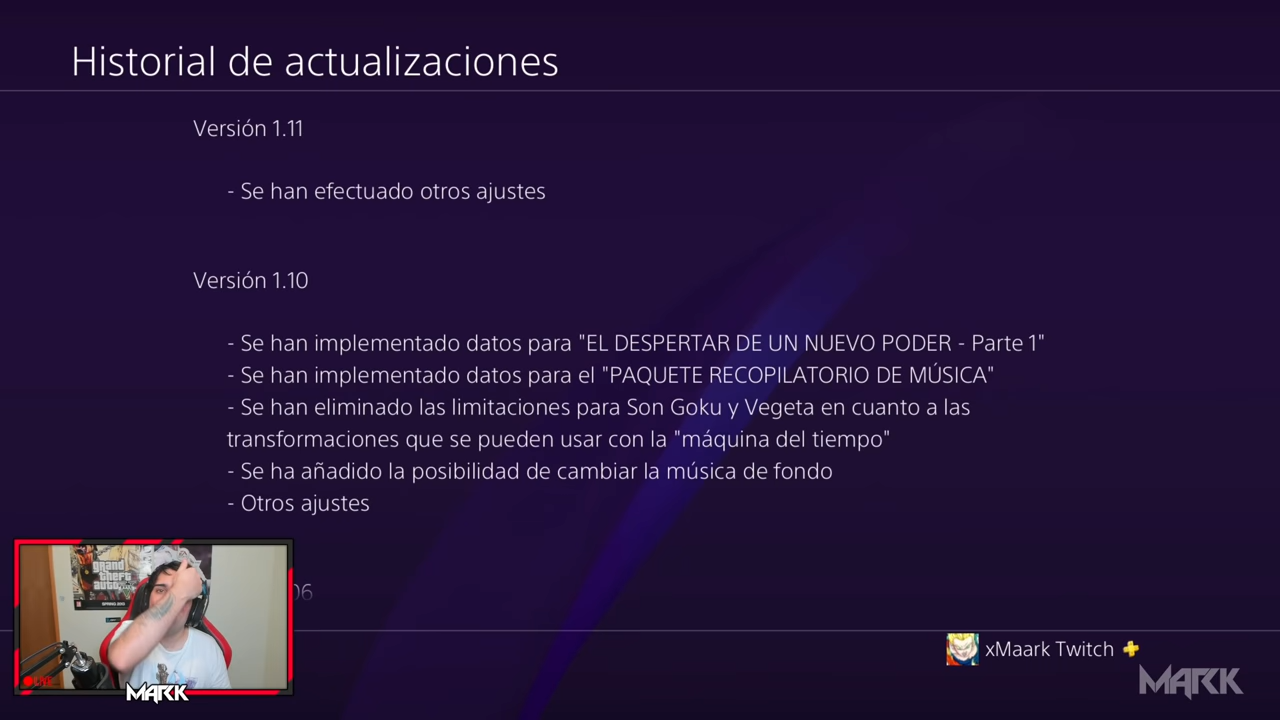 Historial de actualizaciones
Versión 1.11
- Se han efectuado otros ajustes
Versión 1.10
- Se han implementado datos para "EL DESPERTAR DE UN NUEVO PODER - Parte 1"
- Se han implementado datos para el "PAQUETE RECOPILATORIO DE MÚSICA"
- Se han eliminado las limitaciones para Son Goku y Vegeta en cuanto a las
transformaciones que se pueden usar con la "máquina del tiempo"
- Se ha añadido la posibilidad de cambiar la música de fondo
- Otros ajustes
06
grand
theft
auto
LIVE
MARK
xMaark Twitch
MARK